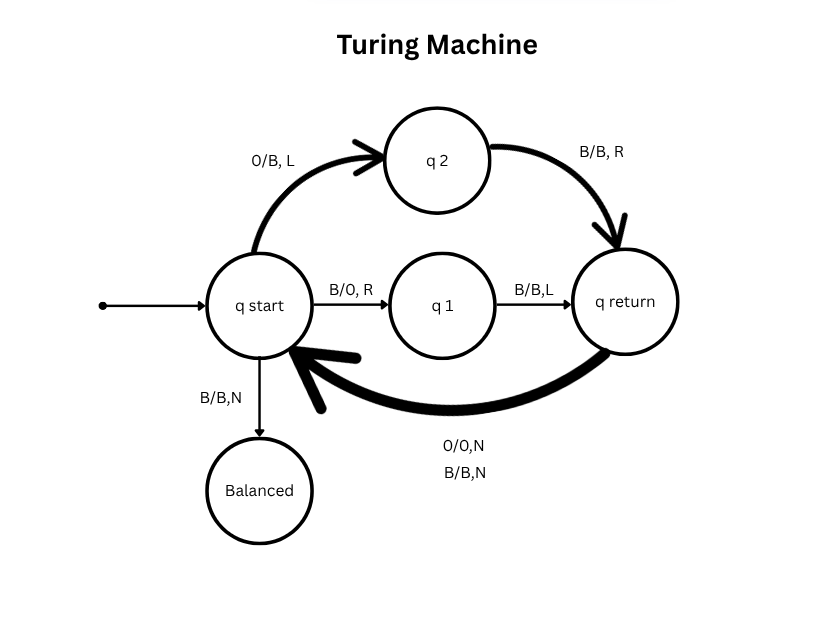 Turing Machine
q 2
0/B, L
B/B, R
q start
B/0, R
q 1
B/B,L
q return
B/B,N
0/0,N
B/B,N
Balanced